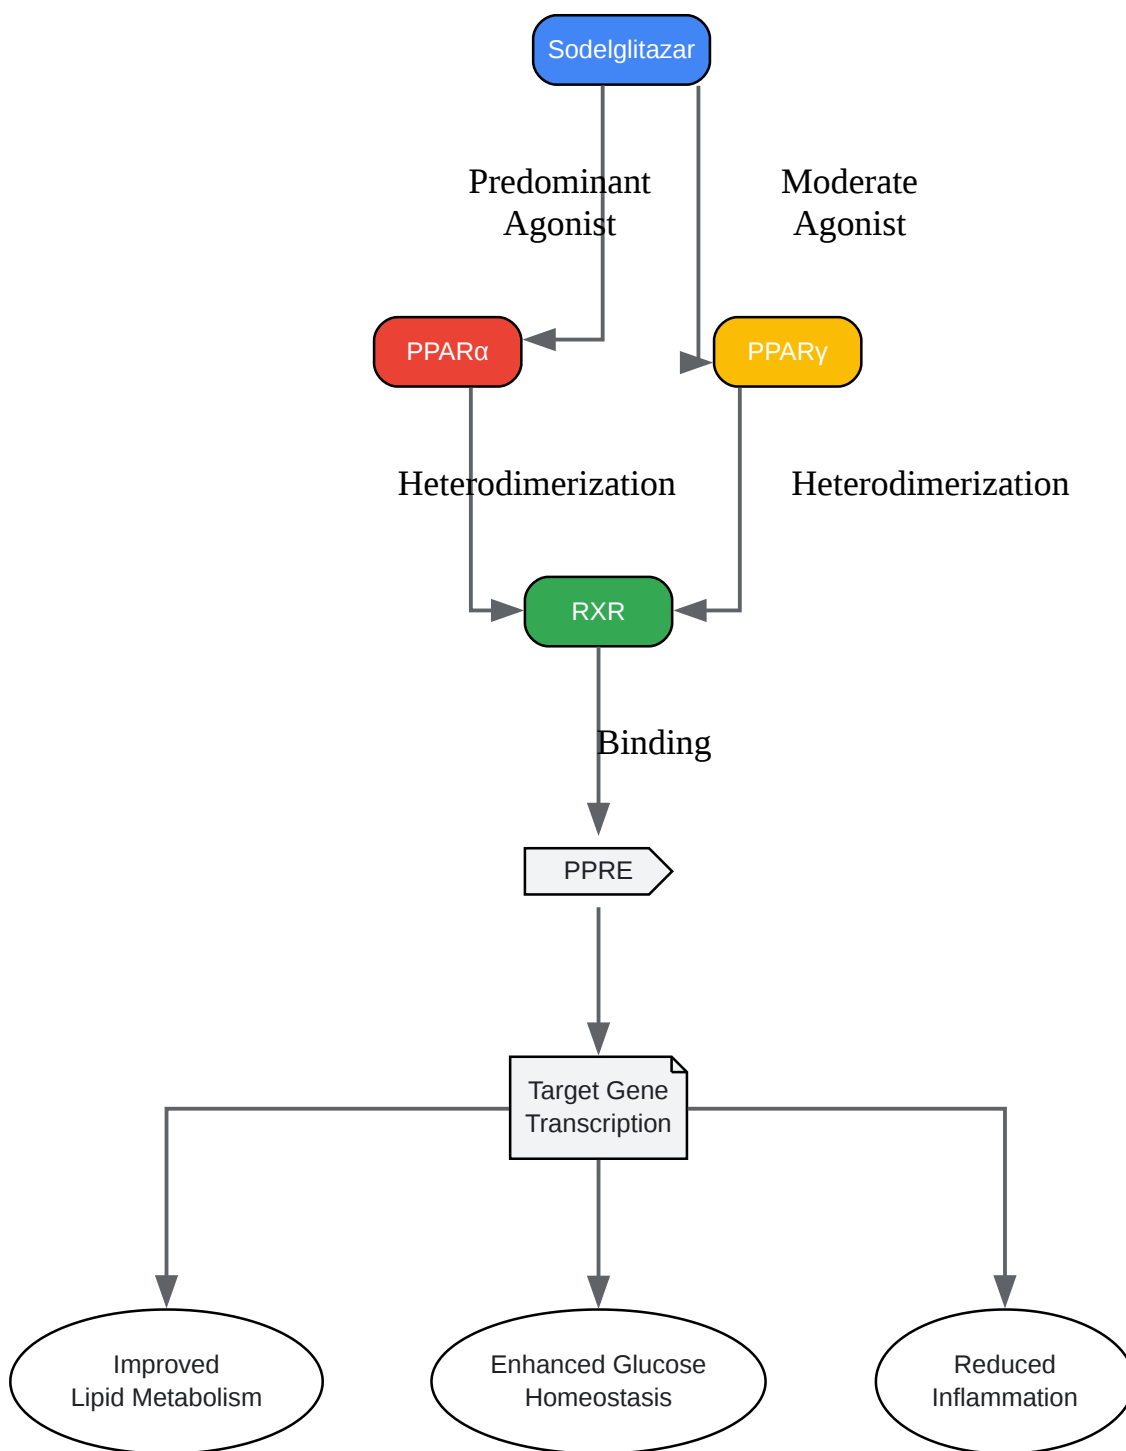 Sodelglitazar
Predominant
Agonist
Moderate
Agonist
PPARα
PPARγ
Heterodimerization
Heterodimerization
RXR
Binding
PPRE
Target Gene
Transcription
Improved
Lipid Metabolism
Enhanced Glucose
Homeostasis
Reduced
Inflammation